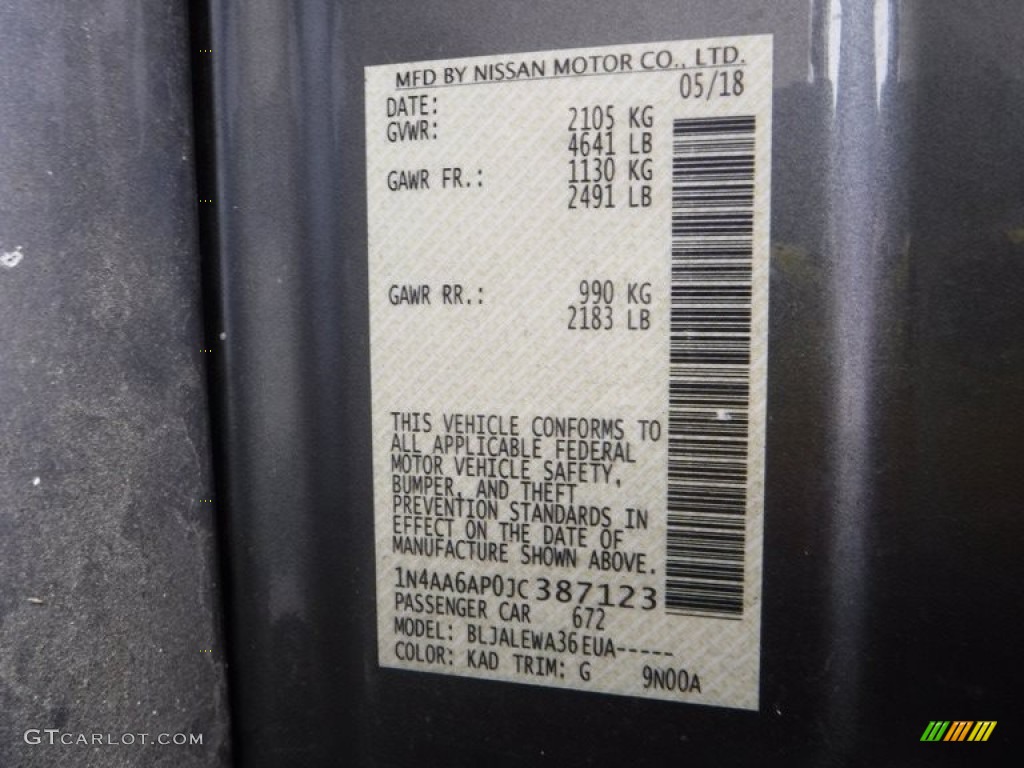 MFD BY NISSAN MOTOR CO., LTD.
DATE: 05/18
GVWR: 2105 KG
4641 LB
GAWR FR.: 1130 KG
2491 LB
GAWR RR.: 990 KG
2183 LB
THIS VEHICLE CONFORMS TO
ALL APPLICABLE FEDERAL
MOTOR VEHICLE SAFETY,
BUMPER, AND THEFT
PREVENTION STANDARDS IN
EFFECT ON THE DATE OF
MANUFACTURE SHOWN ABOVE.
1N4AA6AP0JC387123
PASSENGER CAR 672
MODEL: BLJALEWA36EUA-----
COLOR: KAD TRIM: G 9N00A
GTCARLOT.COM